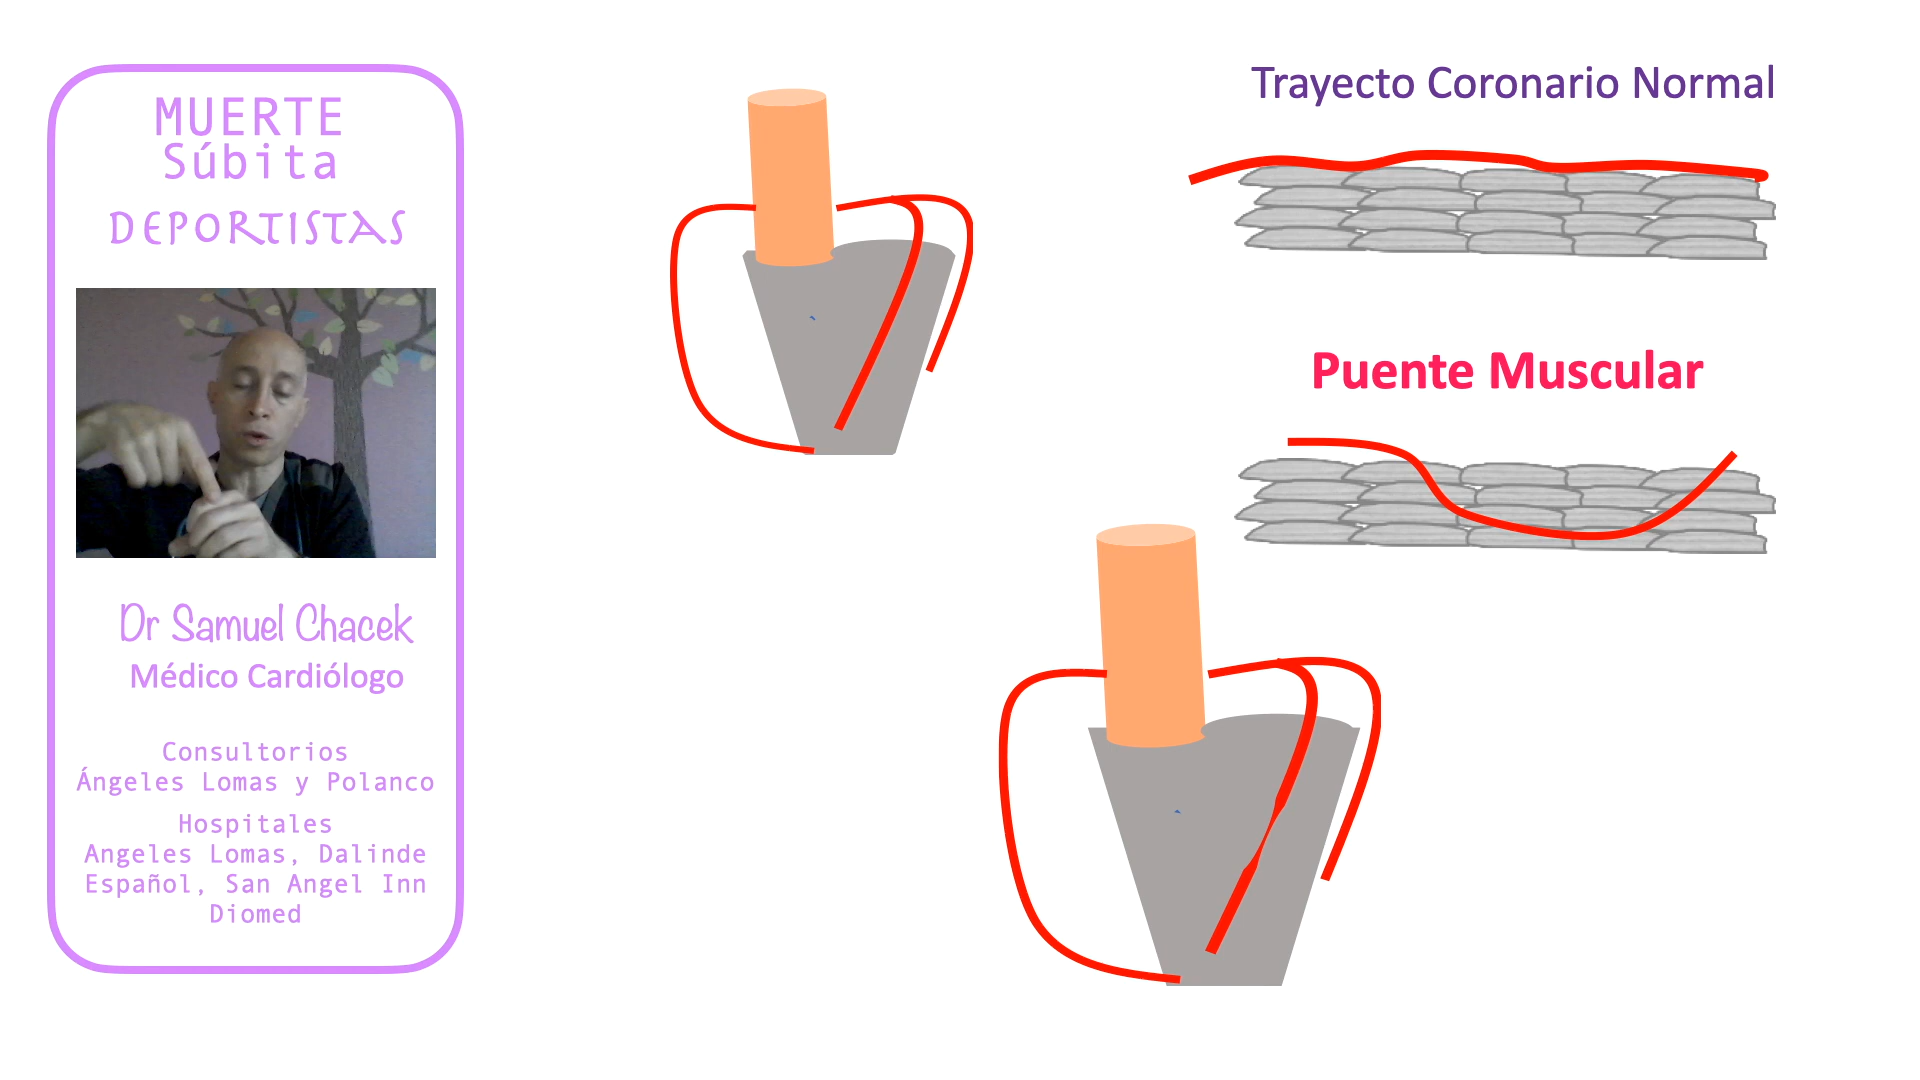 MUERTE
Súbita
DEPORTISTAS
Dr Samuel Chacek
Médico Cardiólogo
Consultorios
Ángeles Lomas y Polanco
Hospitales
Angeles Lomas, Dalinde
Español, San Angel Inn
Diomed
Trayecto Coronario Normal
Puente Muscular